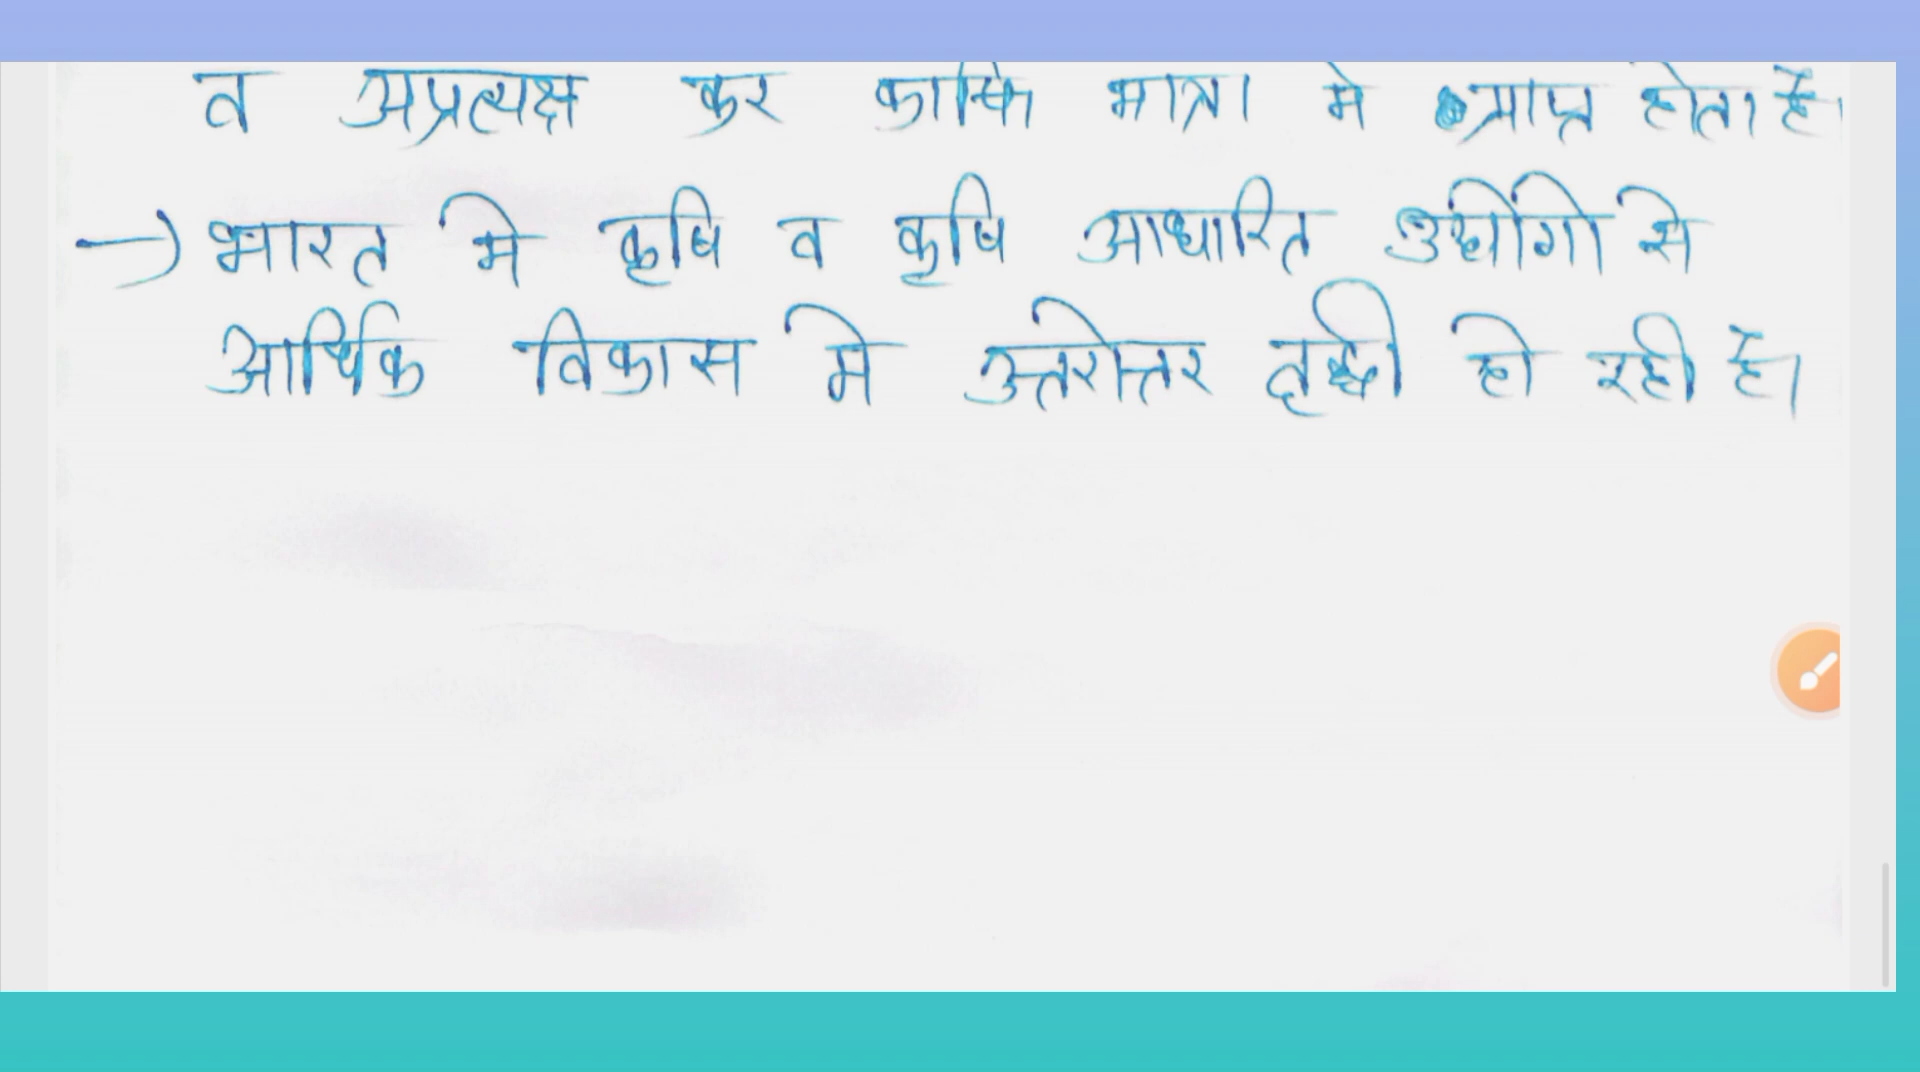 व अप्रत्यक्ष कर काफि मात्रा मे प्राप्त होता है।
→ भारत मे कृषि व कृषि आधारित उद्योगो से
आर्थिक विकास मे उत्तरोत्तर वृद्धी हो रही है।